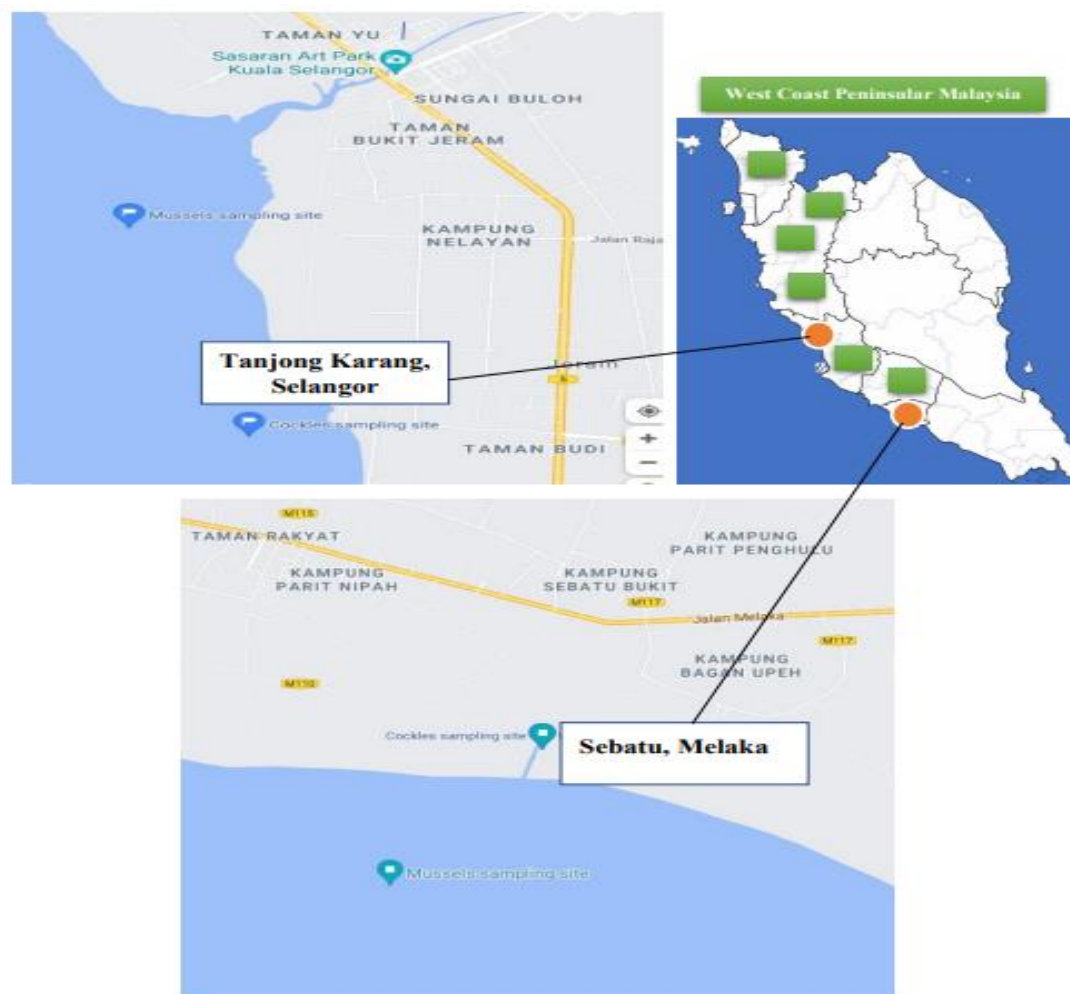 TAMAN YU
Sasaran Art Park
Kuala Selangor
SUNGAI BULOH
TAMAN
BUKIT JERAM
Mussels sampling site
KAMPUNG
NELAYAN
Jalan Raja
Tanjong Karang,
Selangor
Jeram
Cockles sampling site
TAMAN BUDI
West Coast Peninsular Malaysia
M118
TAMAN RAKYAT
KAMPUNG
PARIT NIPAH
KAMPUNG
SEBATU BUKIT
KAMPUNG
PARIT PENGHULU
M117
Jalan Melaka
M117
KAMPUNG
BAGAN UPEH
M110
Cockles sampling site
Sebatu, Melaka
Mussels sampling site